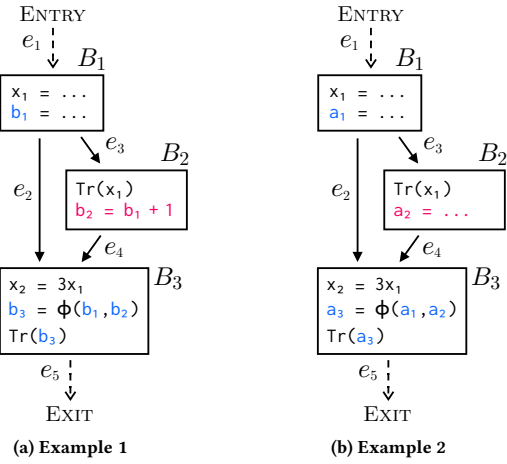 ENTRY
e₁
B₁
x₁ = ...
b₁ = ...
e₂
e₃
B₂
Tr(x₁)
b₂ = b₁ + 1
e₄
B₃
x₂ = 3x₁
b₃ = ϕ(b₁,b₂)
Tr(b₃)
e₅
EXIT
(a) Example 1
ENTRY
e₁
B₁
x₁ = ...
a₁ = ...
e₂
e₃
B₂
Tr(x₁)
a₂ = ...
e₄
B₃
x₂ = 3x₁
a₃ = ϕ(a₁,a₂)
Tr(a₃)
e₅
EXIT
(b) Example 2